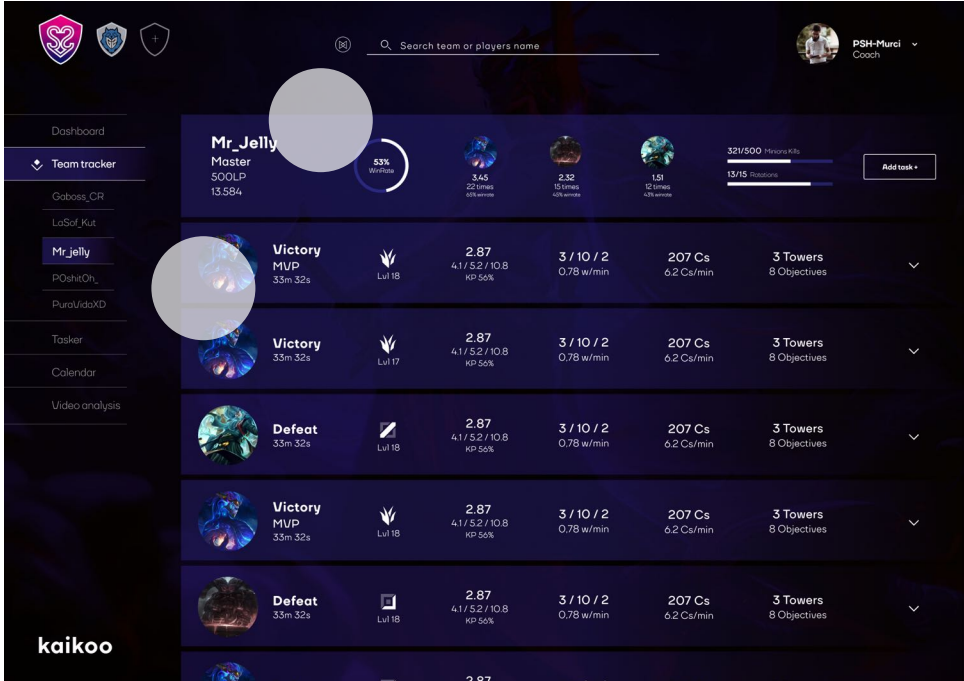 Search team or players name
PSH-Murci
Coach
Dashboard
Team tracker
Gaboss_CR
LaSof_Kut
Mr_jelly
POshitOh_
PuraVidaXD
Tasker
Calendar
Video analysis
kaikoo
Mr_Jelly
Master
500LP
13.584
53%
WinRate
3,45
22 times
65% winrate
2,32
15 times
45% winrate
1,51
12 times
43% winrate
321/500 Minions Kills
13/15 Rotations
Add task +
Victory
MVP
33m 32s
Lvl 18
2.87
4.1 / 5.2 / 10.8
KP 56%
3 / 10 / 2
0,78 w/min
207 Cs
6.2 Cs/min
3 Towers
8 Objectives
Victory
33m 32s
Lvl 17
2.87
4.1 / 5.2 / 10.8
KP 56%
3 / 10 / 2
0,78 w/min
207 Cs
6.2 Cs/min
3 Towers
8 Objectives
Defeat
33m 32s
Lvl 18
2.87
4.1 / 5.2 / 10.8
KP 56%
3 / 10 / 2
0,78 w/min
207 Cs
6.2 Cs/min
3 Towers
8 Objectives
Victory
MVP
33m 32s
Lvl 18
2.87
4.1 / 5.2 / 10.8
KP 56%
3 / 10 / 2
0,78 w/min
207 Cs
6.2 Cs/min
3 Towers
8 Objectives
Defeat
33m 32s
Lvl 18
2.87
4.1 / 5.2 / 10.8
KP 56%
3 / 10 / 2
0,78 w/min
207 Cs
6.2 Cs/min
3 Towers
8 Objectives
2.87